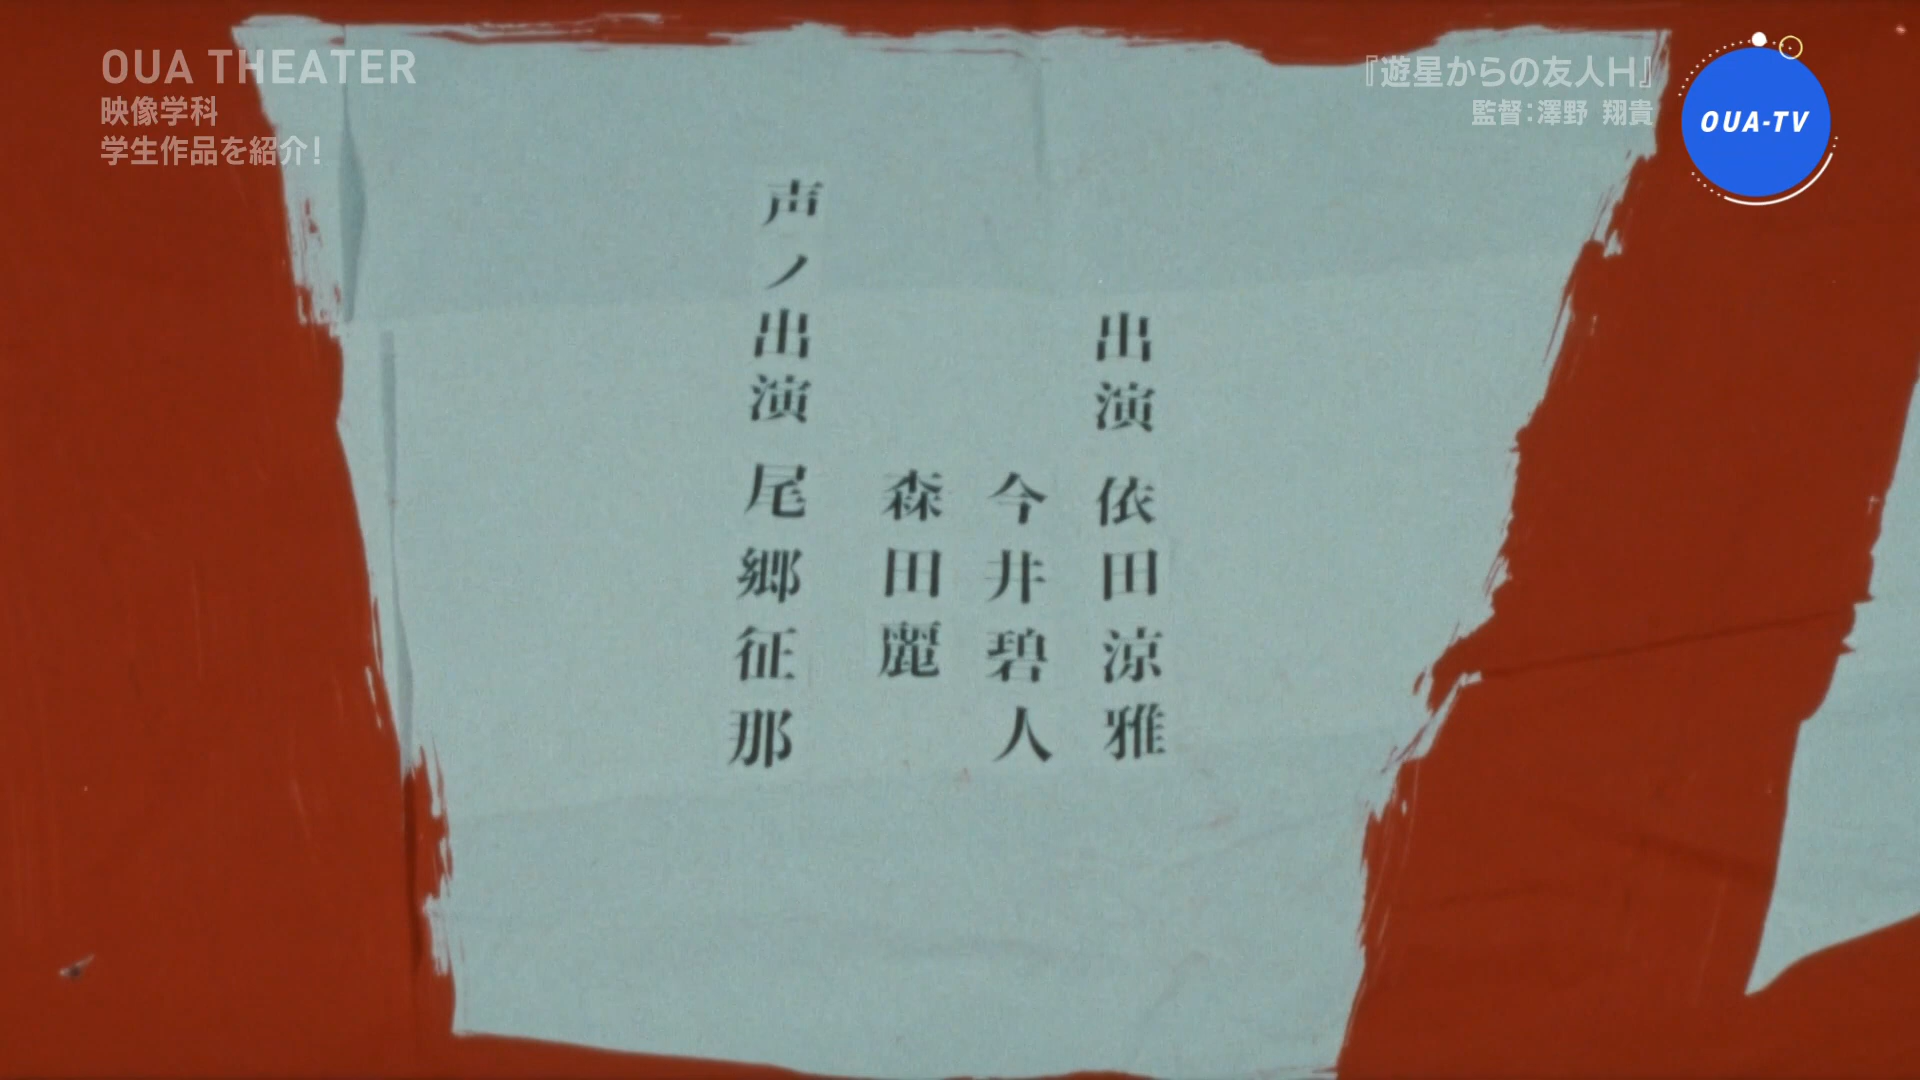 OUA THEATER
映像学科
学生作品を紹介!
『遊星からの友人H』
監督:澤野 翔貴
OUA-TV
出演 依田涼雅
今井碧人
森田麗
声ノ出演 尾郷征那